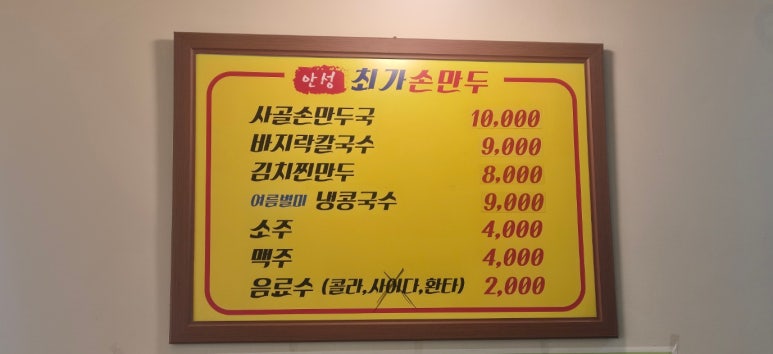 안성 최가손만두
사골손만두국 10,000
바지락칼국수 9,000
김치찐만두 8,000
여름별미 냉콩국수 9,000
소주 4,000
맥주 4,000
음료수 (콜라,사이다,환타) 2,000